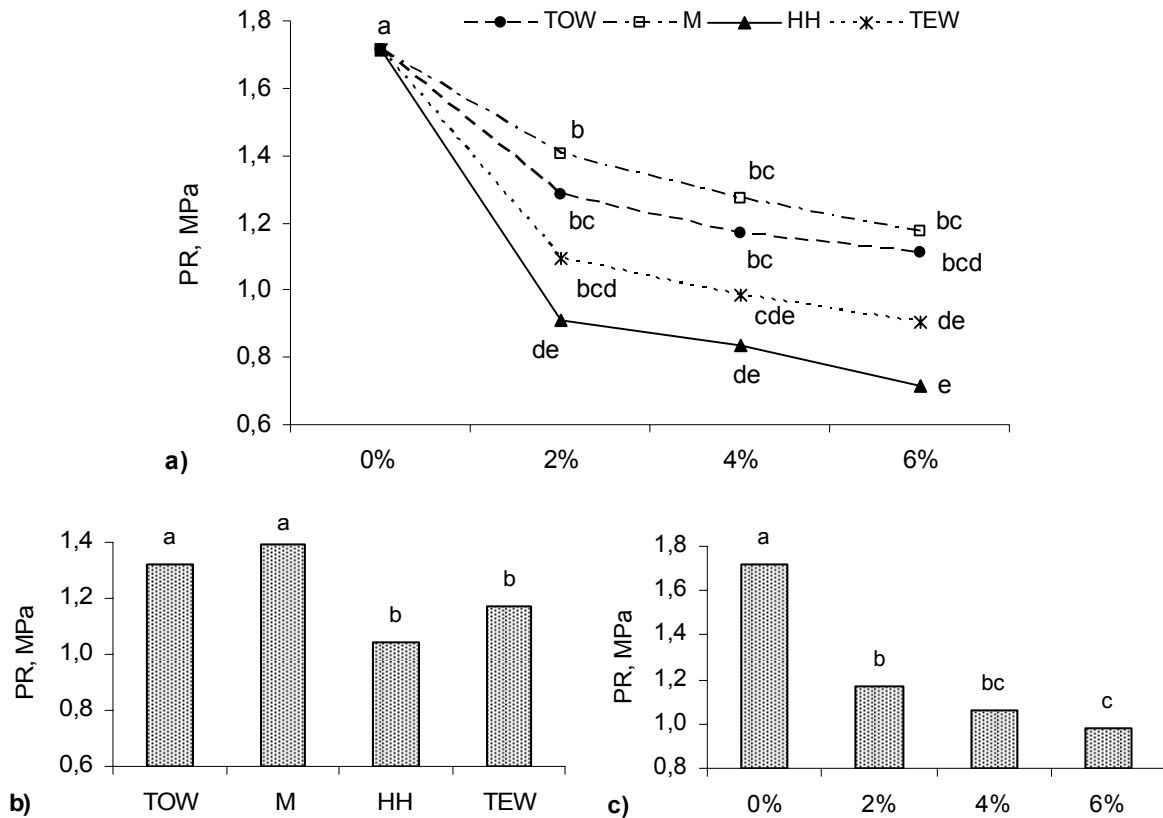 TOW M HH TEW
1,8
1,6
1,4
1,2
1,0
0,8
0,6
PR, MPa
a
b
bc
bc
bc
bc
bcd
bcd
cde
de
de
de
e
a) 0% 2% 4% 6%
1,4
1,2
1,0
0,8
0,6
PR, MPa
a a b b
b) TOW M HH TEW
1,8
1,6
1,4
1,2
1,0
0,8
PR, MPa
a b bc c
c) 0% 2% 4% 6%